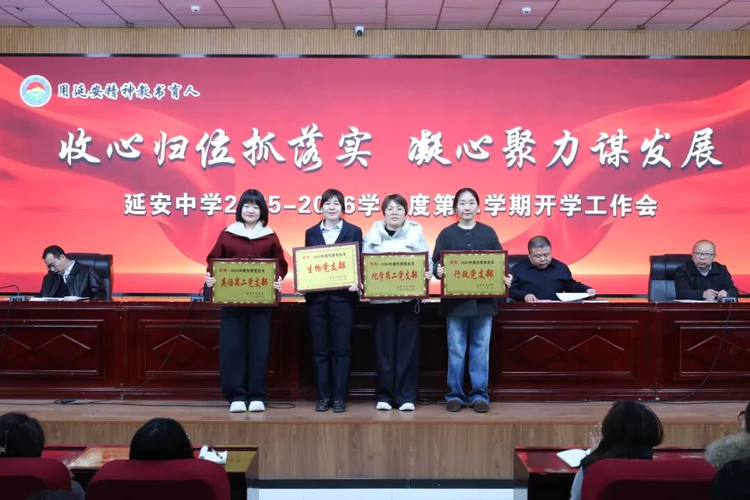 用延安精神教书育人
收心归位抓落实 凝心聚力谋发展
延安中学2025-2026学年度第二学期开学工作会
英语第二党支部
生物党支部
化学第二党支部
行政党支部